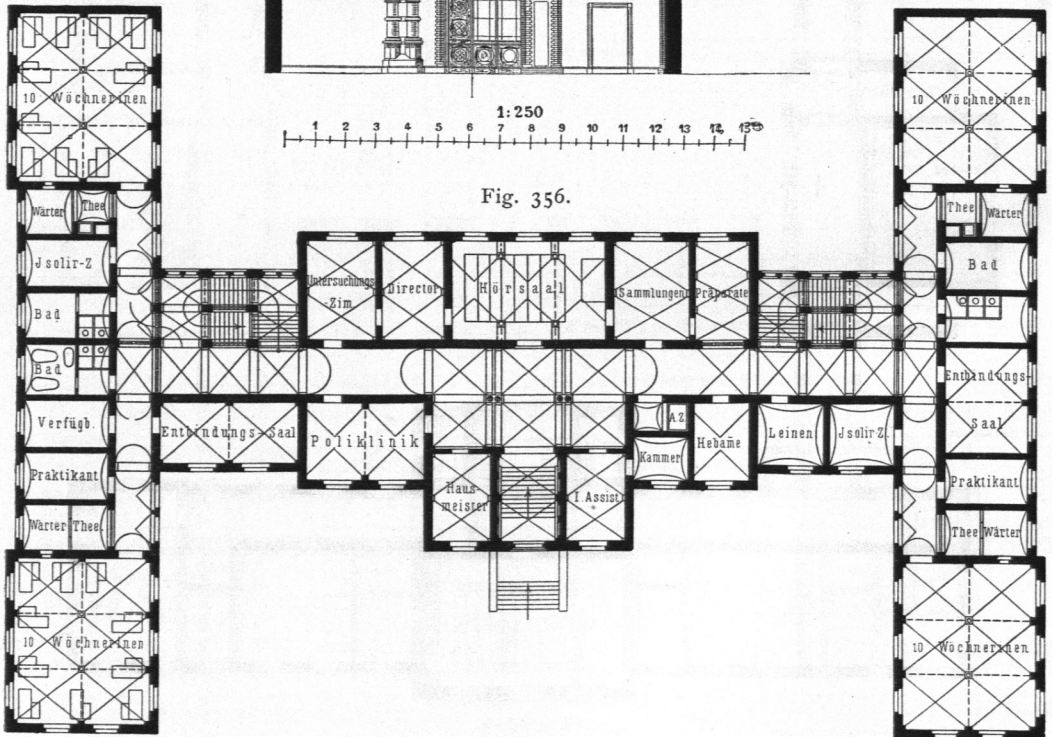 1:250
1 2 3 4 5 6 7 8 9 10 11 12 13 14 15
Fig. 356.
10 Wöchnerinen
10 Wöchnerinen
Wärter
Thee
Thee
Wärter
Jsolir-Z
Bad
Untersuchungs
-Zim.
Director
Hörsaal
Sammlungen
Präparate
Bad
Bad
Entbindungs-
Saal
Verfügb.
Entbindungs-Saal
Poliklinik
A.Z.
Hebame
Leinen
Jsolir-Z.
Kammer
Praktikant
Haus
meister
I. Assist.
Praktikant
Wärter
Thee.
Thee
Wärter
10 Wöchnerinen
10 Wöchnerinen